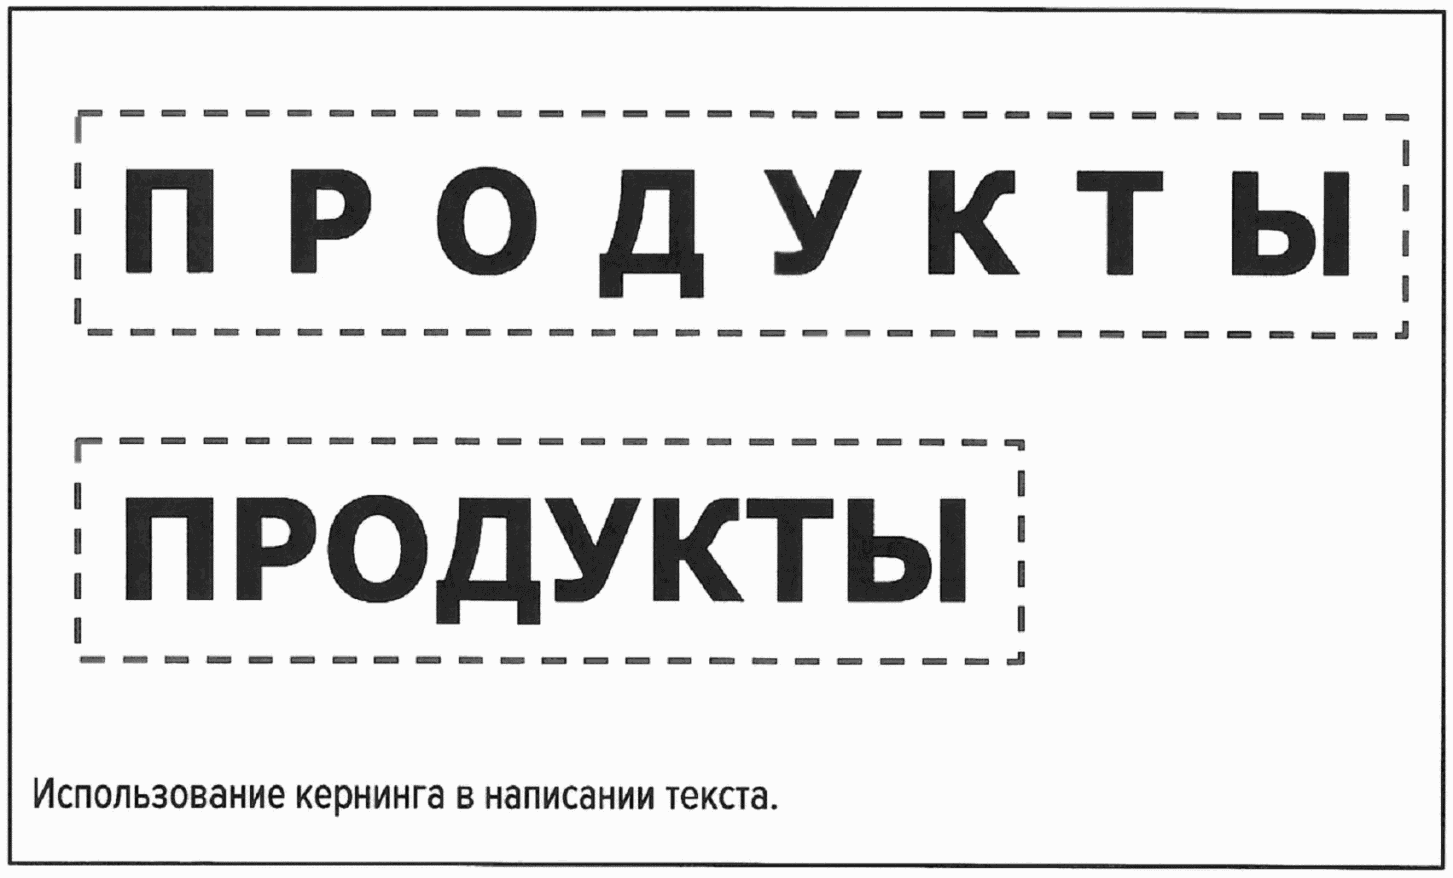 П Р О Д У К Т Ы
ПРОДУКТЫ
Использование кернинга в написании текста.